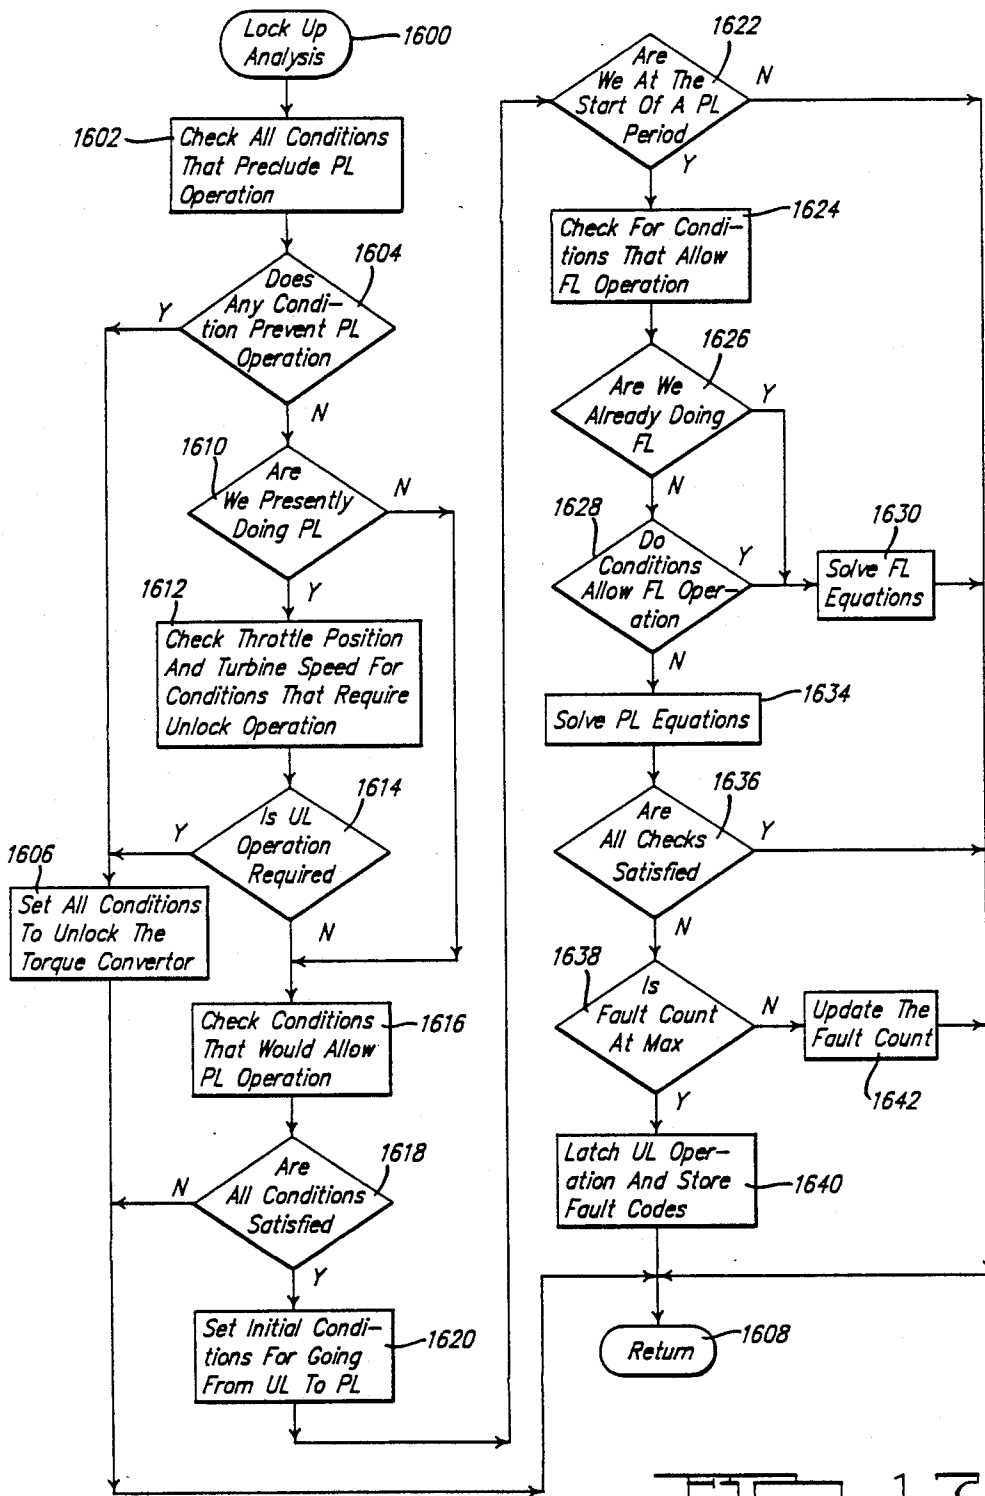 Lock Up
Analysis
1600
1602
Check All Conditions
That Preclude PL
Operation
1604
Does
Any Condi-
tion Prevent PL
Operation
Y
N
1610
Are
We Presently
Doing PL
N
Y
1612
Check Throttle Position
And Turbine Speed For
Conditions That Require
Unlock Operation
1614
Is UL
Operation
Required
Y
N
1606
Set All Conditions
To Unlock The
Torque Convertor
Check Conditions
That Would Allow
PL Operation
1616
Are
All Conditions
Satisfied
1618
N
Y
Set Initial Condi-
tions For Going
From UL To PL
1620
1622
Are
We At The
Start Of A PL
Period
N
Y
1624
Check For Condi-
tions That Allow
FL Operation
1626
Are We
Already Doing
FL
Y
N
1628
Do
Conditions
Allow FL Oper-
ation
Y
N
1630
Solve FL
Equations
1634
Solve PL Equations
1636
Are
All Checks
Satisfied
Y
N
1638
Is
Fault Count
At Max
N
Y
Update The
Fault Count
1642
Latch UL Oper-
ation And Store
Fault Codes
1640
Return
1608